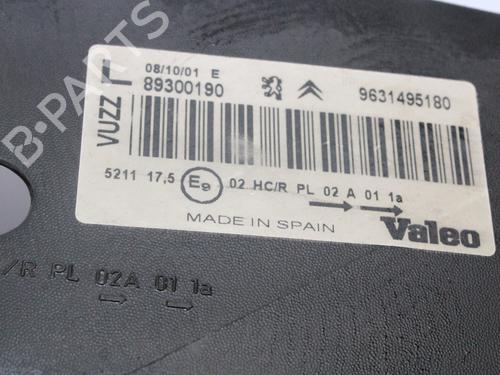 VUZZ L
08/10/01 E
89300190
9631495180
5211 17,5 E9 02 HC/R PL 02 A 01 1a
MADE IN SPAIN
Valeo
/R PL 02A 01 1a